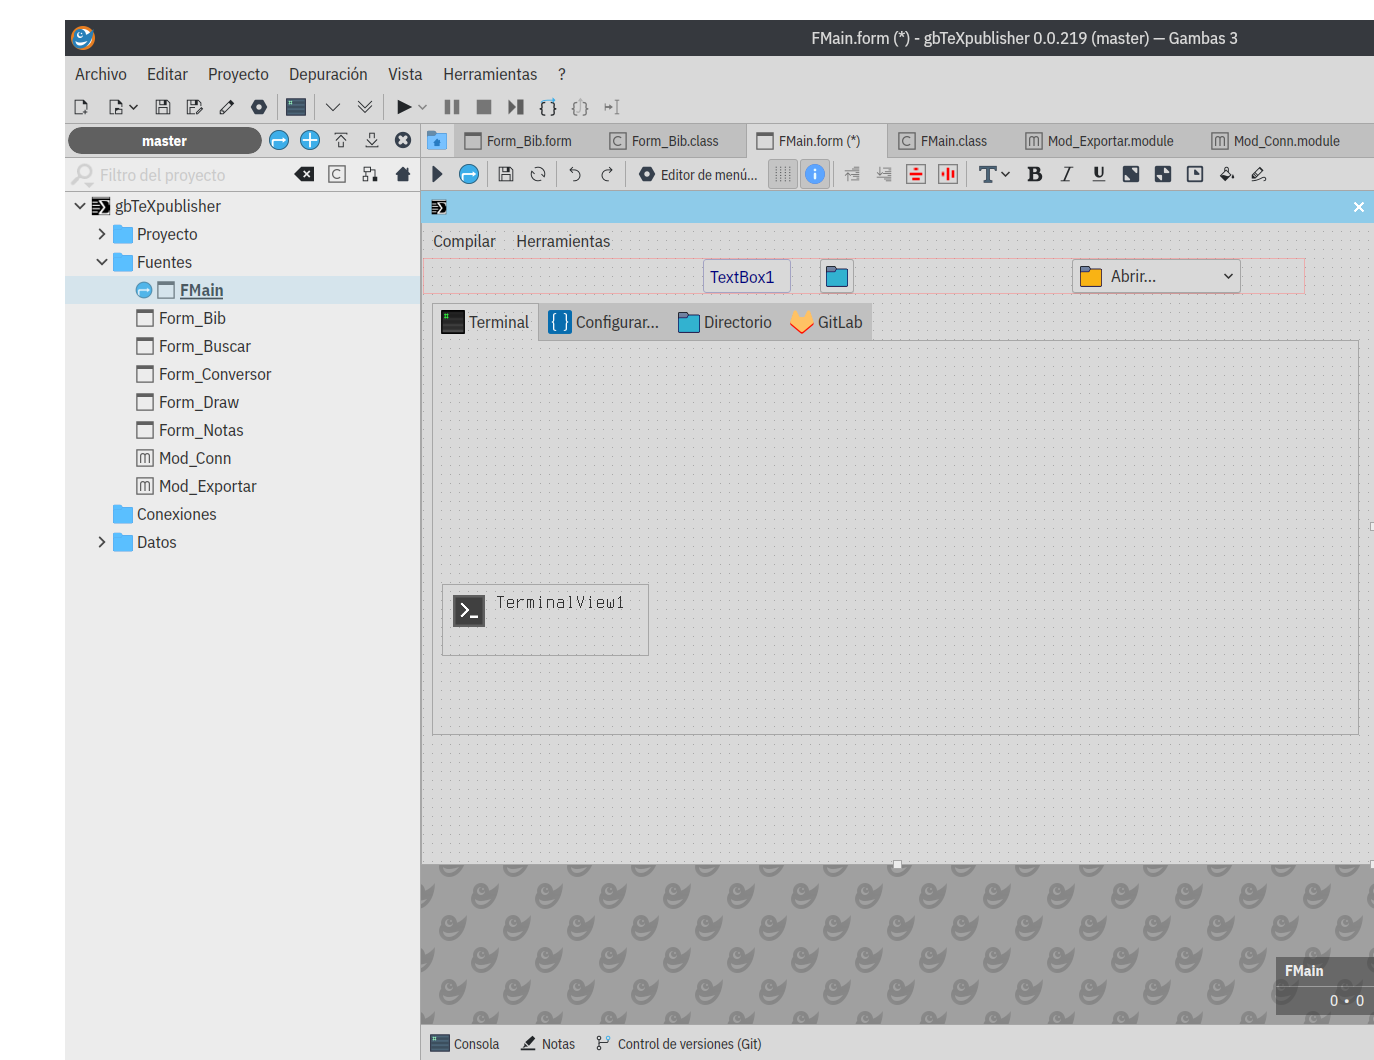 FMain.form (*) - gbTeXpublisher 0.0.219 (master) — Gambas 3
Archivo Editar Proyecto Depuración Vista Herramientas ?
master
Form_Bib.form Form_Bib.class FMain.form (*) FMain.class Mod_Exportar.module Mod_Conn.module
Filtro del proyecto
Editor de menú... T B I U
gbTeXpublisher
Proyecto
Fuentes
FMain
Form_Bib
Form_Buscar
Form_Conversor
Form_Draw
Form_Notas
Mod_Conn
Mod_Exportar
Conexiones
Datos
Compilar Herramientas
TextBox1 Abrir...
Terminal Configurar... Directorio GitLab
TerminalView1
FMain
0 • 0
Consola Notas Control de versiones (Git)